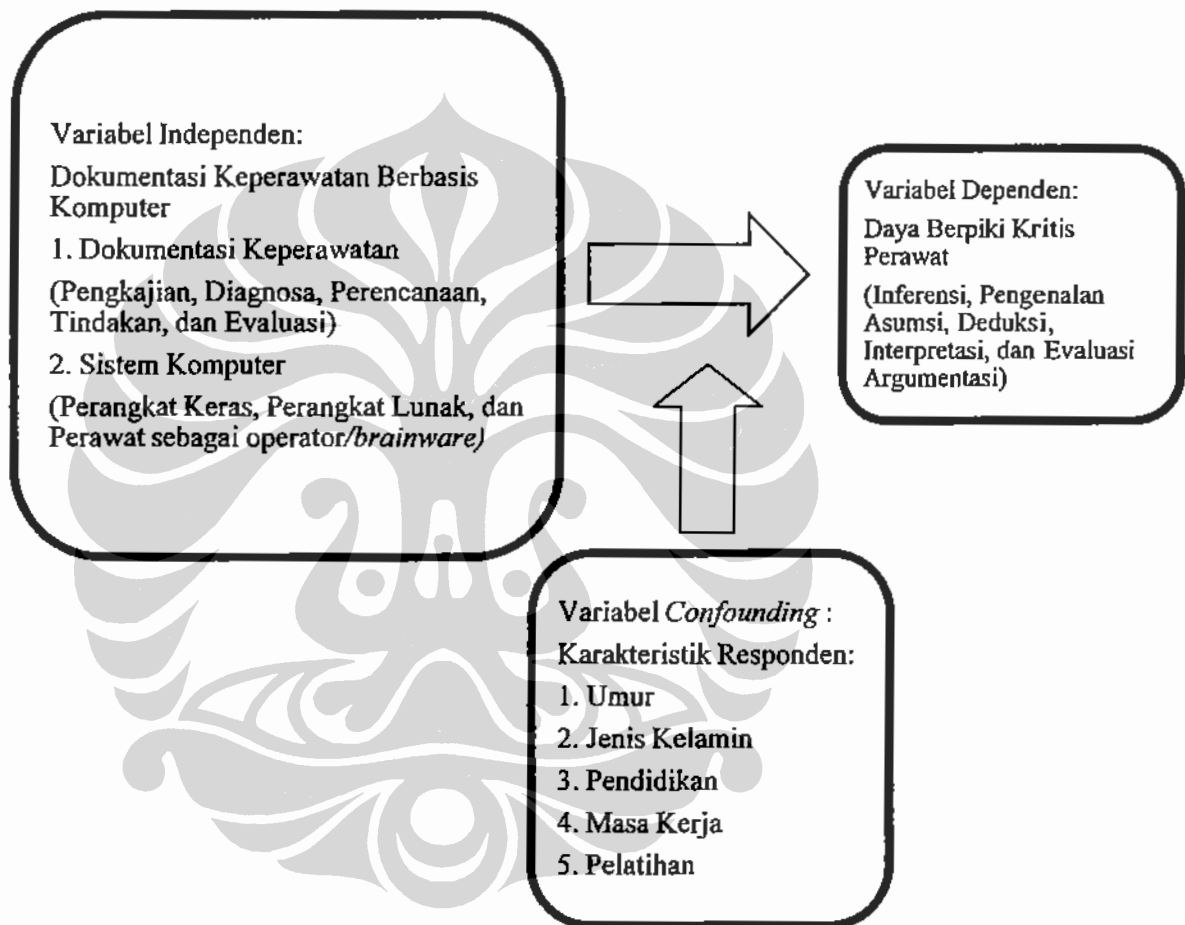 Variabel Independen:
Dokumentasi Keperawatan Berbasis
Komputer
1. Dokumentasi Keperawatan
(Pengkajian, Diagnosa, Perencanaan,
Tindakan, dan Evaluasi)
2. Sistem Komputer
(Perangkat Keras, Perangkat Lunak, dan
Perawat sebagai operator/brainware)
Variabel Dependen:
Daya Berpiki Kritis
Perawat
(Inferensi, Pengenalan
Asumsi, Deduksi,
Interpretasi, dan Evaluasi
Argumentasi)
Variabel Confounding :
Karakteristik Responden:
1. Umur
2. Jenis Kelamin
3. Pendidikan
4. Masa Kerja
5. Pelatihan